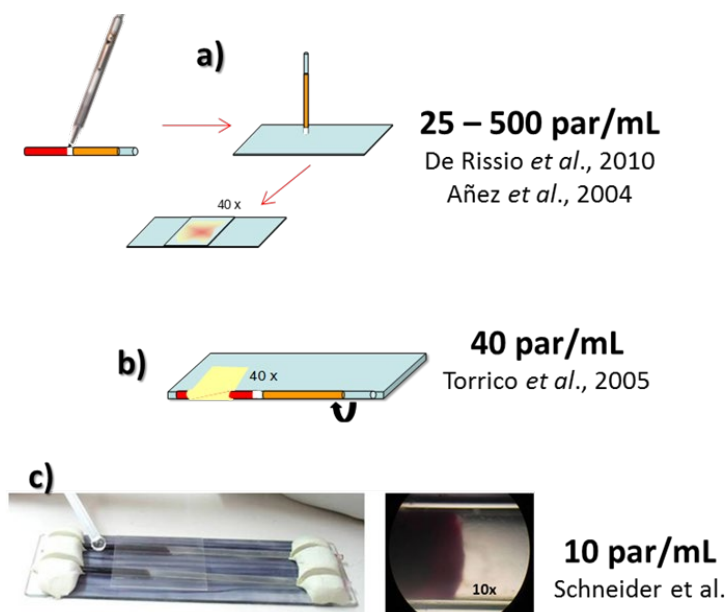 a)
25 – 500 par/mL
De Rissio et al., 2010
Añez et al., 2004
40 x
b)
40 x
40 par/mL
Torrico et al., 2005
c)
10x
10 par/mL
Schneider et al.